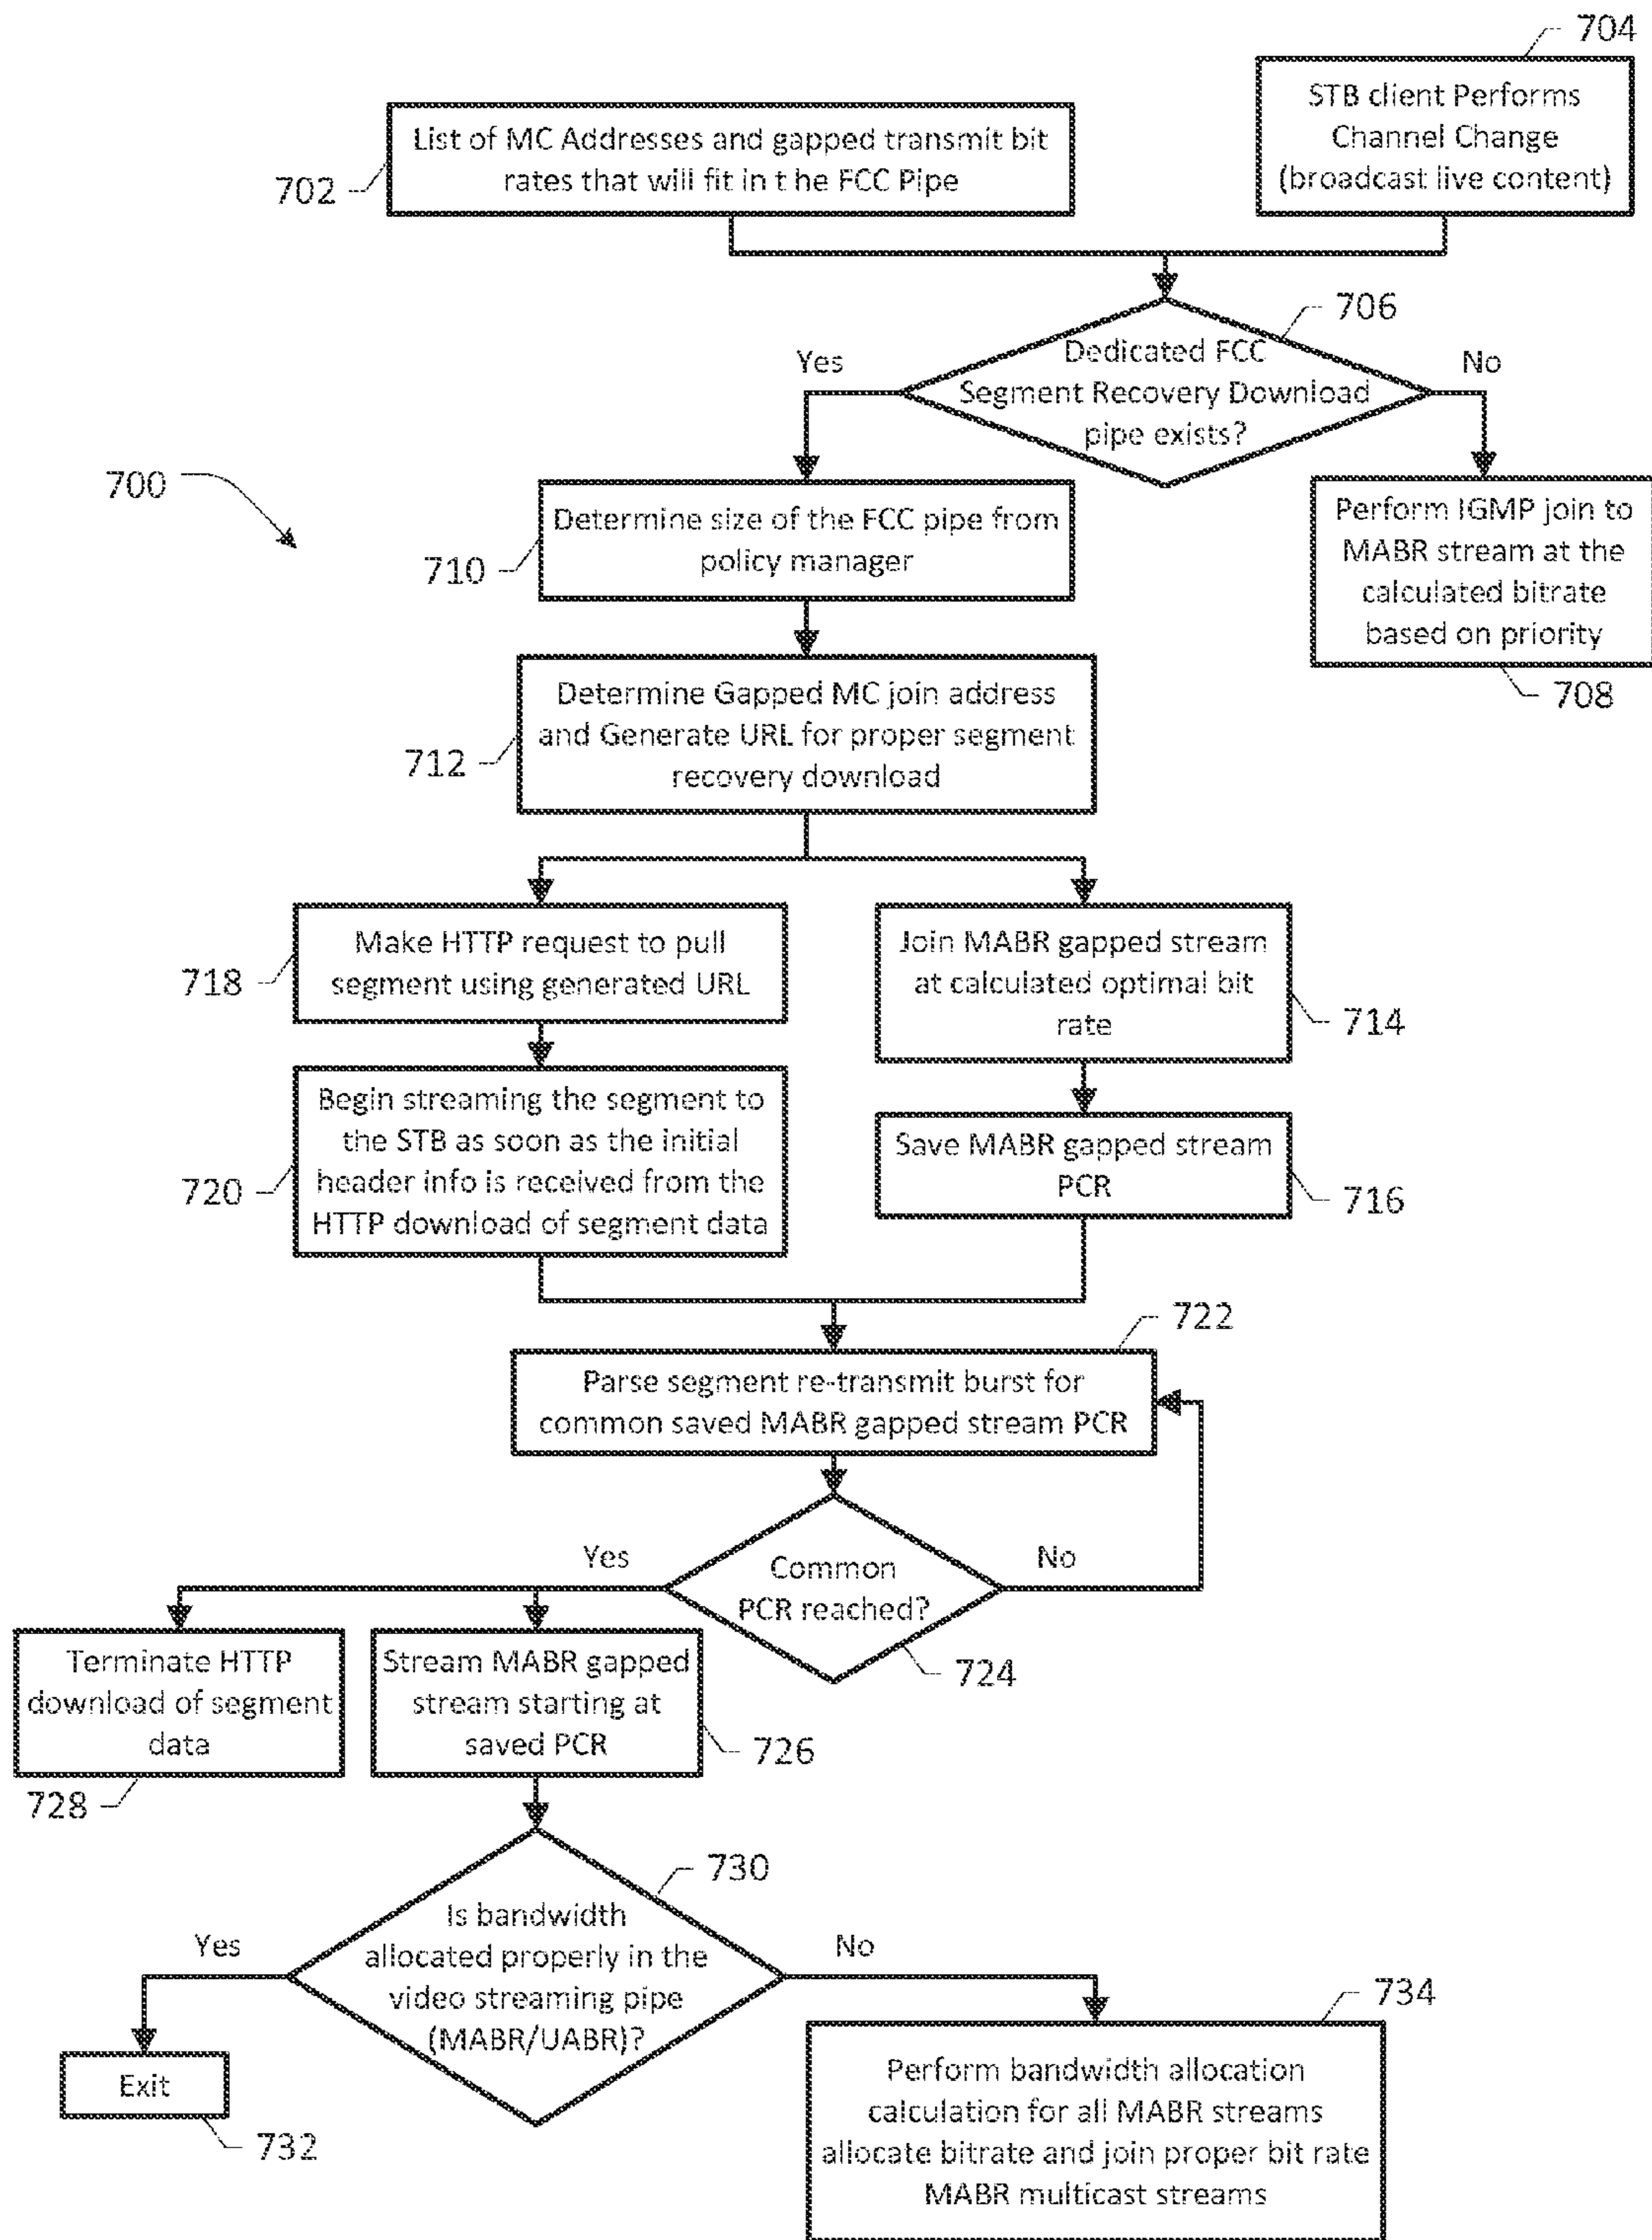 704
STB client Performs
Channel Change
(broadcast live content)
List of MC Addresses and gapped transmit bit
rates that will fit in t he FCC Pipe
702
706
Dedicated FCC
Segment Recovery Download
pipe exists?
Yes
No
700
Determine size of the FCC pipe from
policy manager
710
Perform IGMP join to
MABR stream at the
calculated bitrate
based on priority
708
Determine Gapped MC join address
and Generate URL for proper segment
recovery download
712
Make HTTP request to pull
segment using generated URL
718
Join MABR gapped stream
at calculated optimal bit
rate
714
Begin streaming the segment to
the STB as soon as the initial
header info is received from the
HTTP download of segment data
720
Save MABR gapped stream
PCR
716
722
Parse segment re-transmit burst for
common saved MABR gapped stream PCR
Yes
No
Common
PCR reached?
724
Terminate HTTP
download of segment
data
728
Stream MABR gapped
stream starting at
saved PCR
726
730
Is bandwidth
allocated properly in the
video streaming pipe
(MABR/UABR)?
Yes
No
Exit
732
734
Perform bandwidth allocation
calculation for all MABR streams
allocate bitrate and join proper bit rate
MABR multicast streams